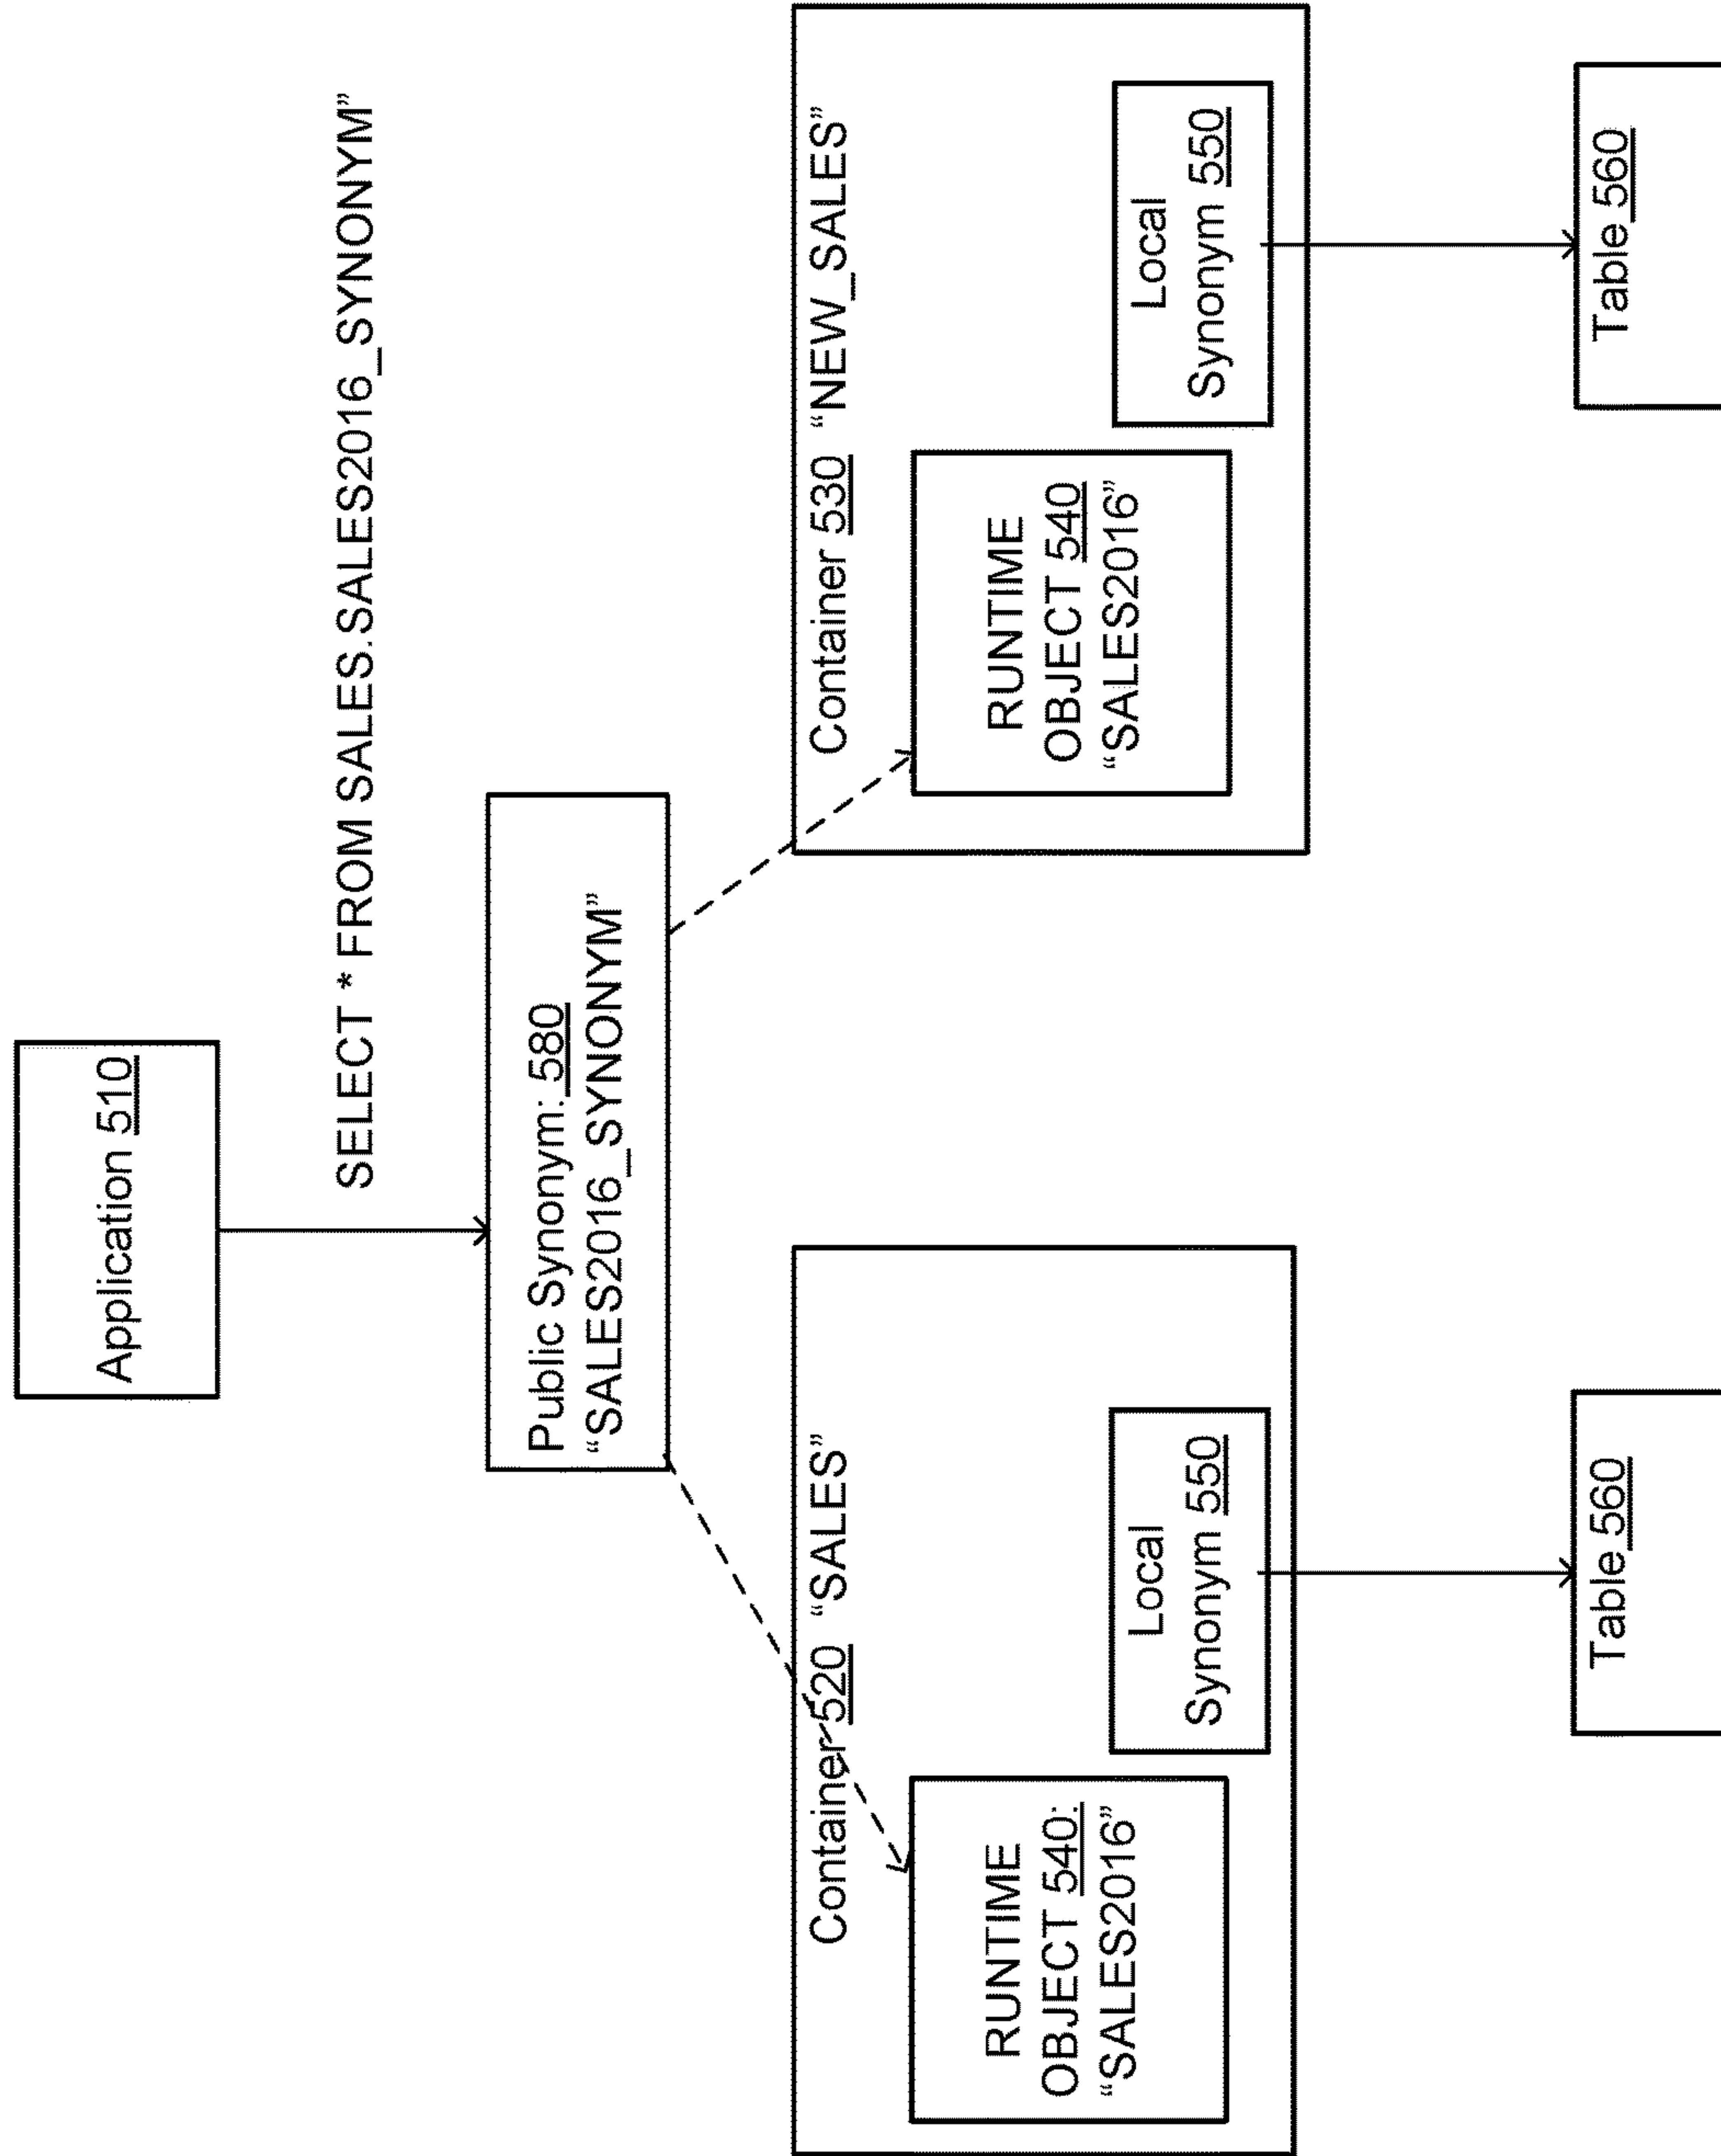 Application 510
SELECT * FROM SALES.SALES2016_SYNONYM”
Public Synonym: 580
“SALES2016_SYNONYM”
Container 520 “SALES”
RUNTIME
OBJECT 540:
“SALES2016”
Local
Synonym 550
Table 560
Container 530 “NEW_SALES”
RUNTIME
OBJECT 540
“SALES2016”
Local
Synonym 550
Table 560